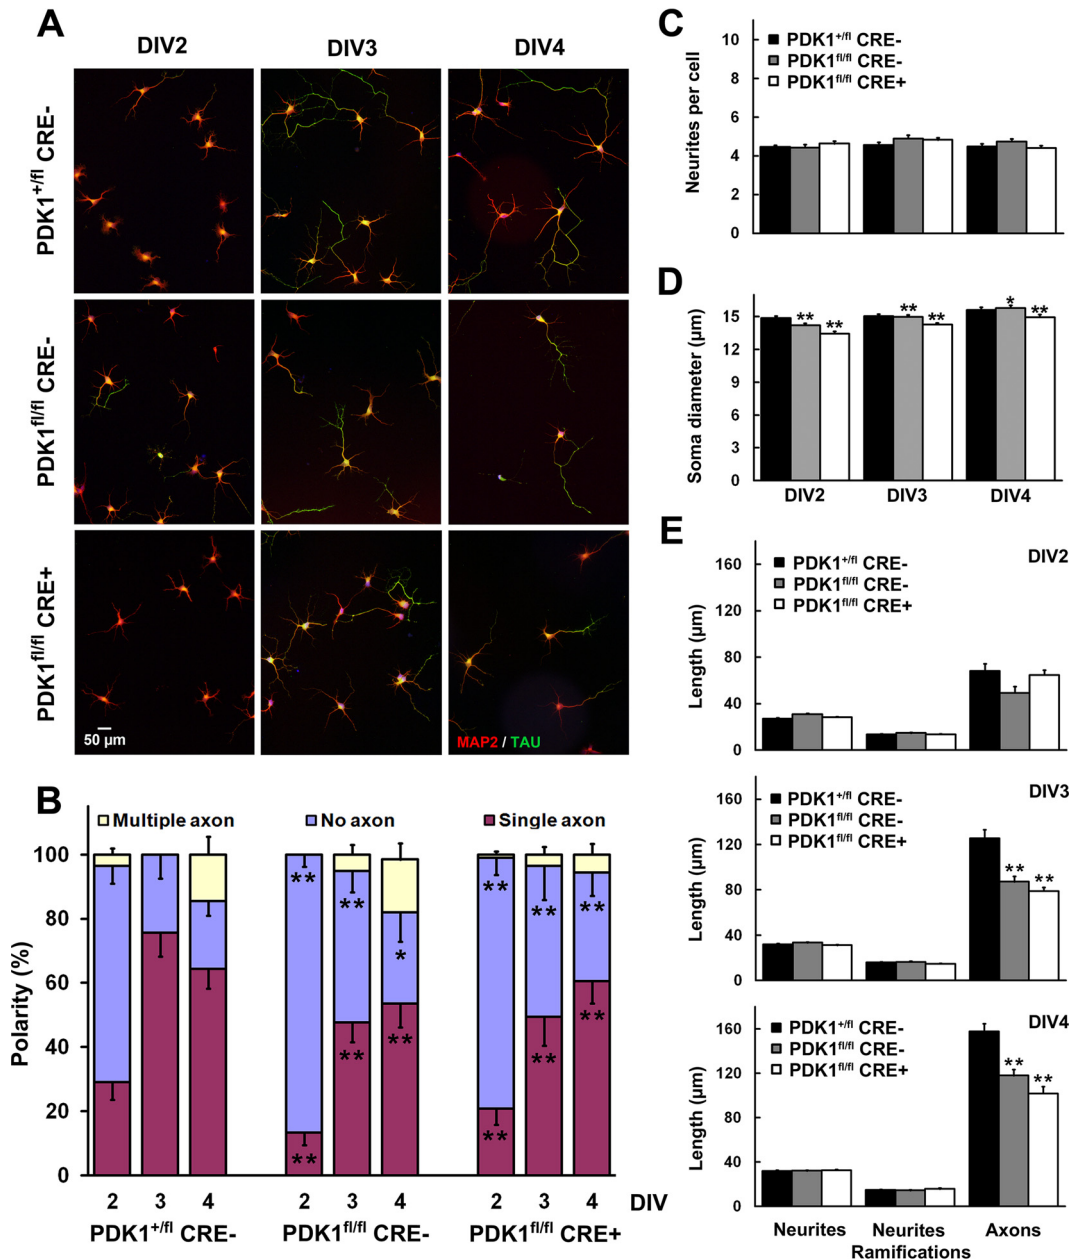 A
DIV2 DIV3 DIV4
PDK1+/fl CRE-
PDK1fl/fl CRE-
PDK1fl/fl CRE+
50 µm
MAP2 / TAU
B
Multiple axon No axon Single axon
Polarity (%)
100
80
60
40
20
0
** ** * ** ** **
** ** ** ** ** **
2 3 4 2 3 4 2 3 4 DIV
PDK1+/fl CRE- PDK1fl/fl CRE- PDK1fl/fl CRE+
C
PDK1+/fl CRE-
PDK1fl/fl CRE-
PDK1fl/fl CRE+
Neurites per cell
10
8
6
4
2
0
D
Soma diameter (µm)
15
12
9
6
3
0
** ** ** ** * **
DIV2 DIV3 DIV4
E
DIV2
PDK1+/fl CRE-
PDK1fl/fl CRE-
PDK1fl/fl CRE+
Length (µm)
160
120
80
40
0
DIV3
PDK1+/fl CRE-
PDK1fl/fl CRE-
PDK1fl/fl CRE+
Length (µm)
160
120
80
40
0
** **
DIV4
PDK1+/fl CRE-
PDK1fl/fl CRE-
PDK1fl/fl CRE+
Length (µm)
160
120
80
40
0
** **
Neurites Neurites Axons
Ramifications